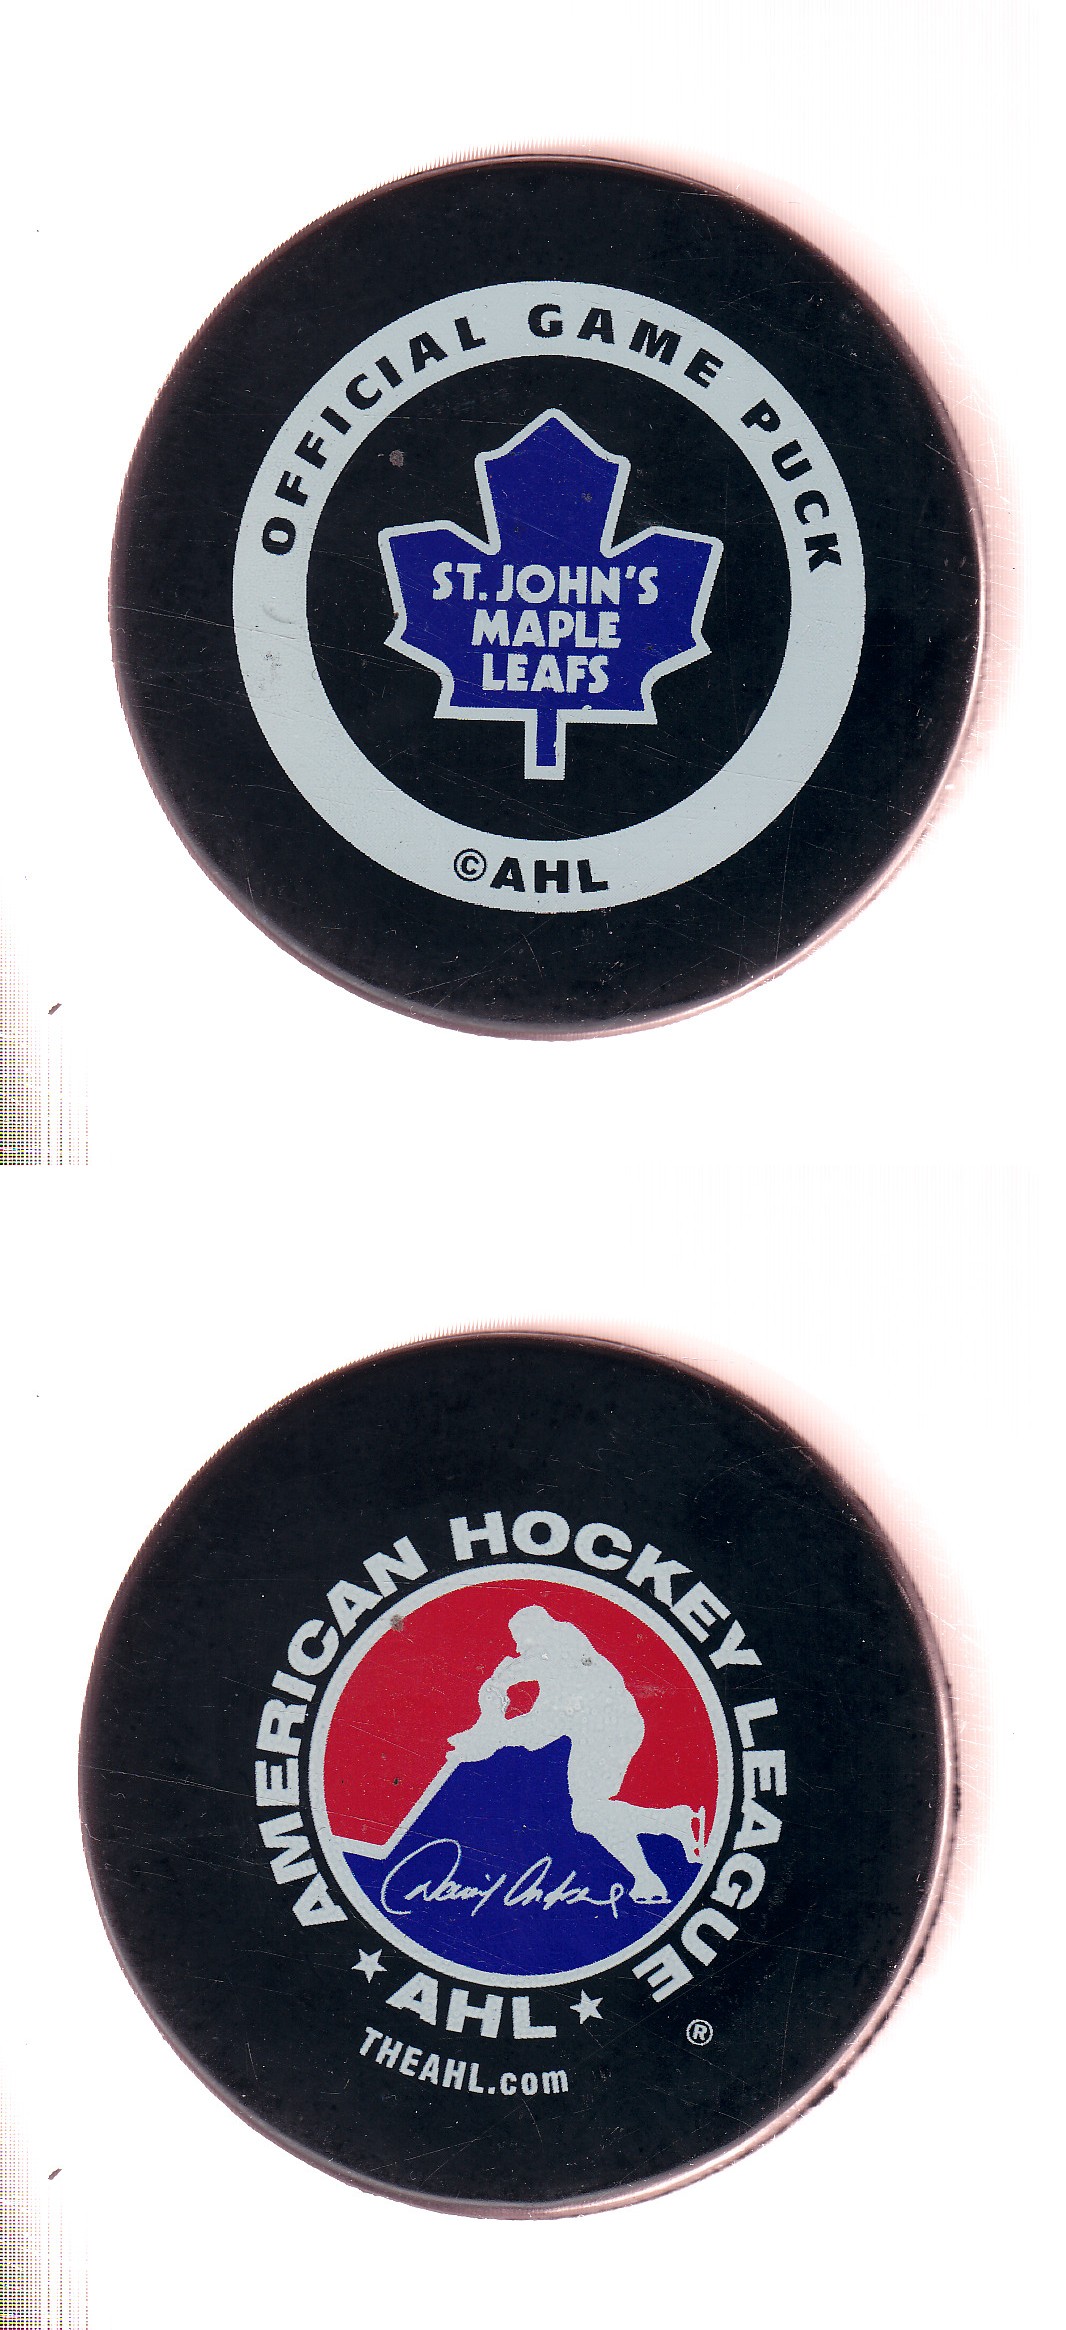 OFFICIAL GAME PUCK
ST. JOHN'S
MAPLE
LEAFS
©AHL
AMERICAN HOCKEY LEAGUE
★ AHL ★
®
THEAHL.com